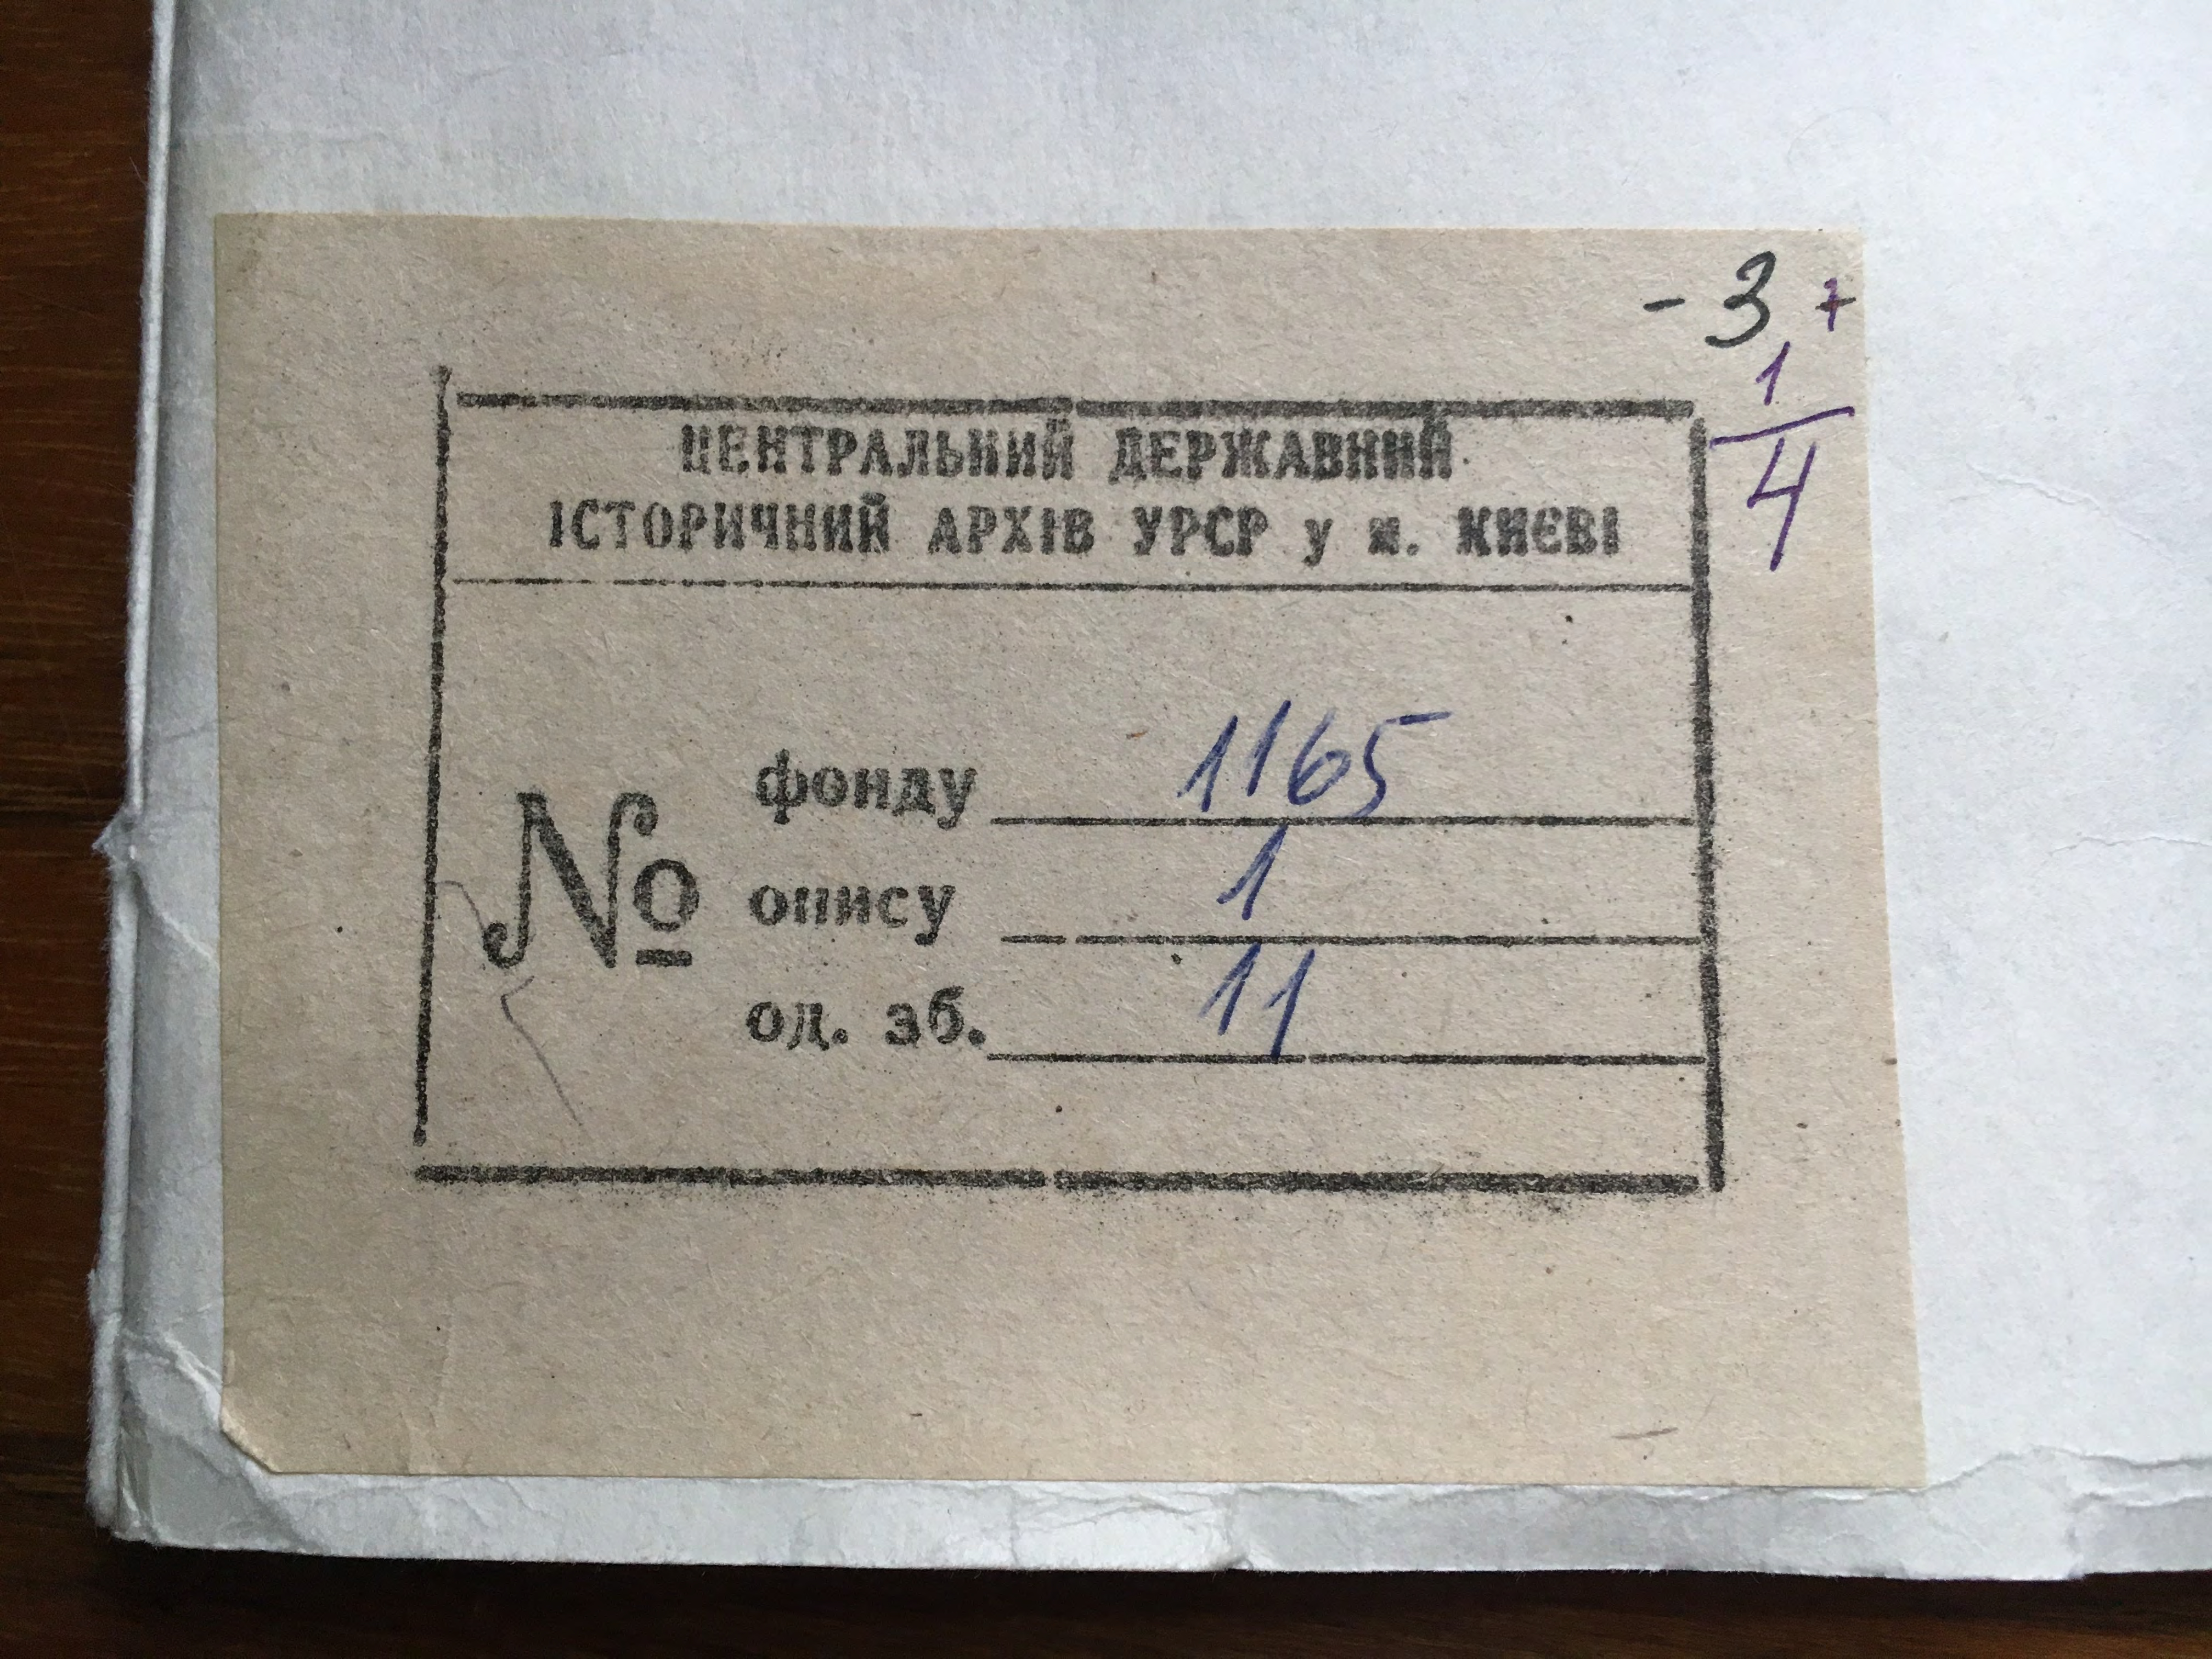 - 3 +
1
4
ЦЕНТРАЛЬНИЙ ДЕРЖАВНИЙ
ІСТОРИЧНИЙ АРХІВ УРСР у м. КИЄВІ
№
фонду 1165
опису 1
од. зб. 11